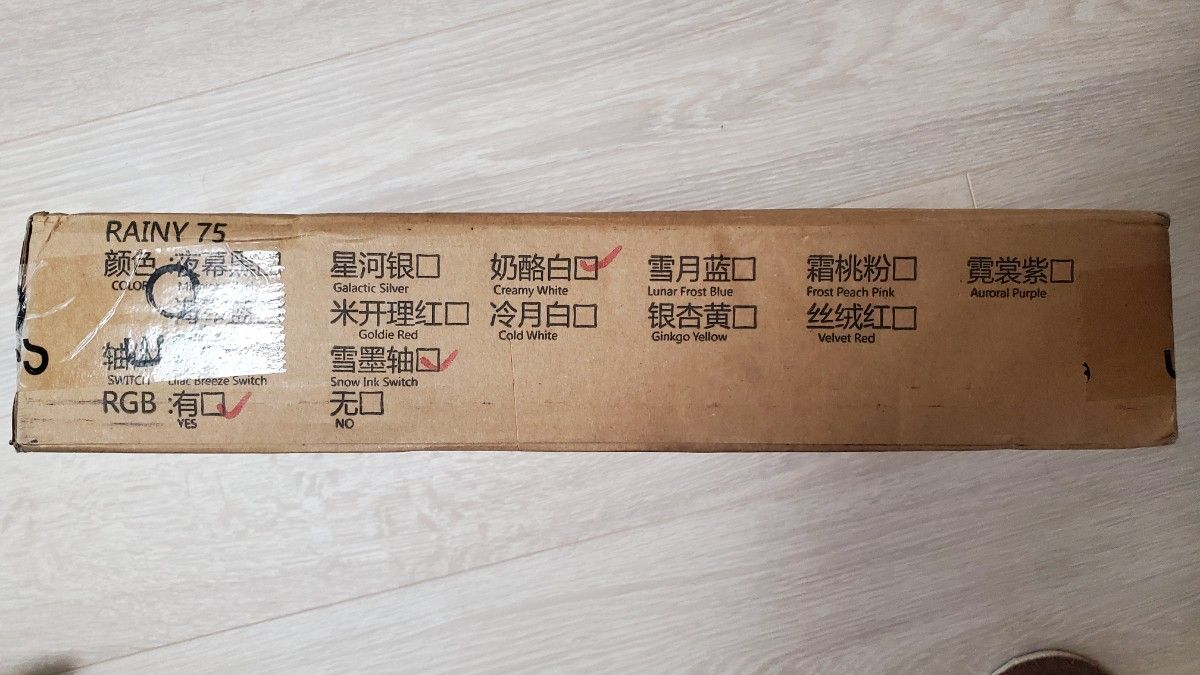 RAINY 75
颜色 :夜幕黑□ 星河银□ 奶酪白□ 雪月蓝□ 霜桃粉□ 霓裳紫□
COLOR Galactic Silver Creamy White Lunar Frost Blue Frost Peach Pink Auroral Purple
米开理红□ 冷月白□ 银杏黄□ 丝绒红□
Goldie Red Cold White Ginkgo Yellow Velvet Red
轴 雪墨轴□
SWITCH Lilac Breeze Switch Snow Ink Switch
RGB :有□ 无□
YES NO
S